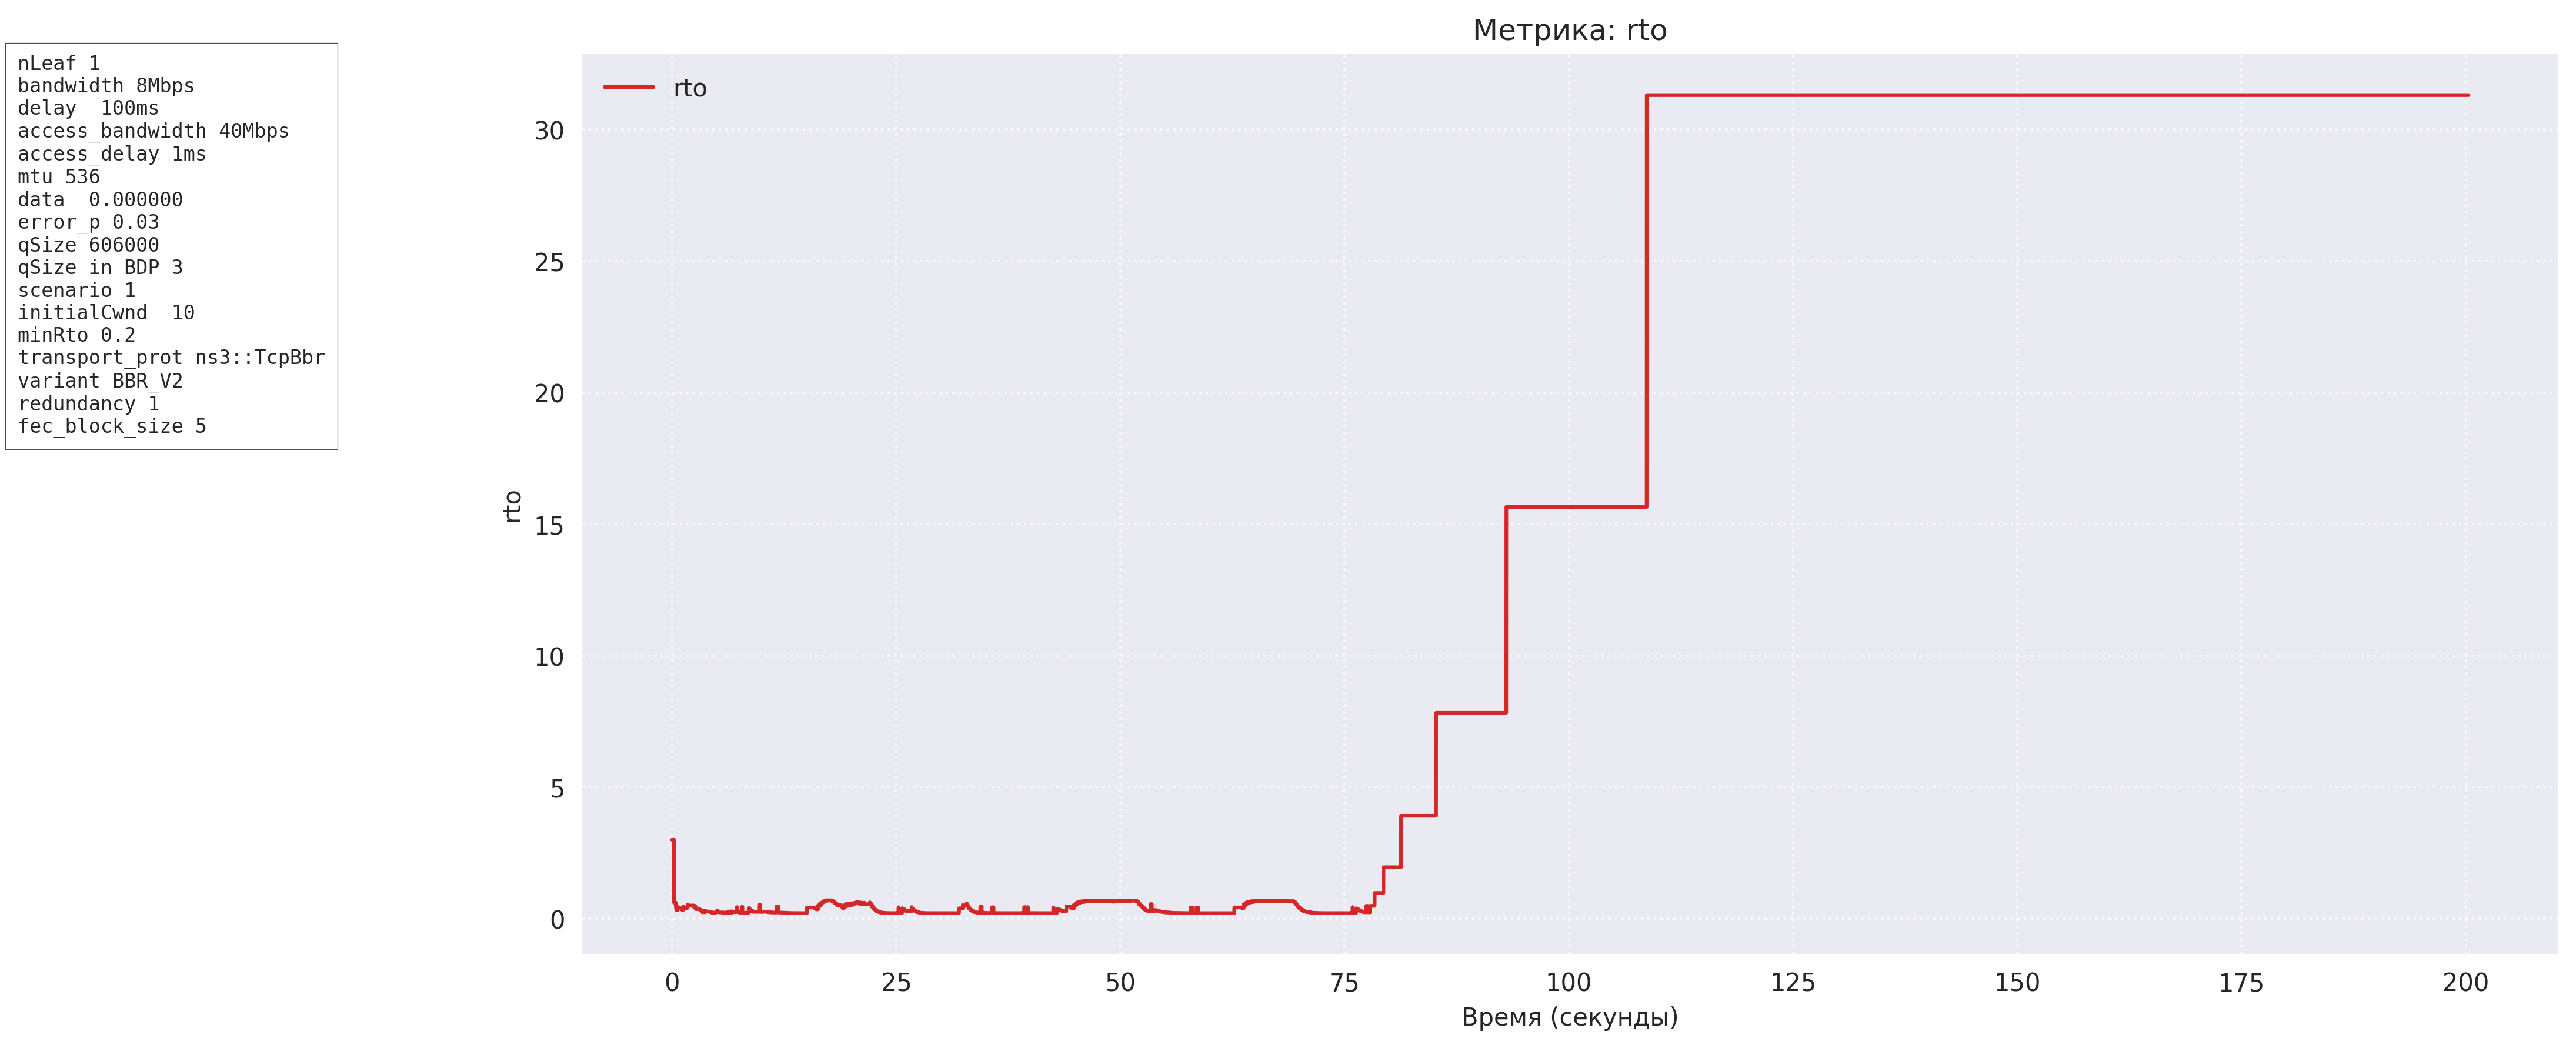 Метрика: rto
nLeaf 1
bandwidth 8Mbps
delay  100ms
access_bandwidth 40Mbps
access_delay 1ms
mtu 536
data  0.000000
error_p 0.03
qSize 606000
qSize in BDP 3
scenario 1
initialCwnd  10
minRto 0.2
transport_prot ns3::TcpBbr
variant BBR_V2
redundancy 1
fec_block_size 5
rto
rto
30
25
20
15
10
5
0
0 25 50 75 100 125 150 175 200
Время (секунды)